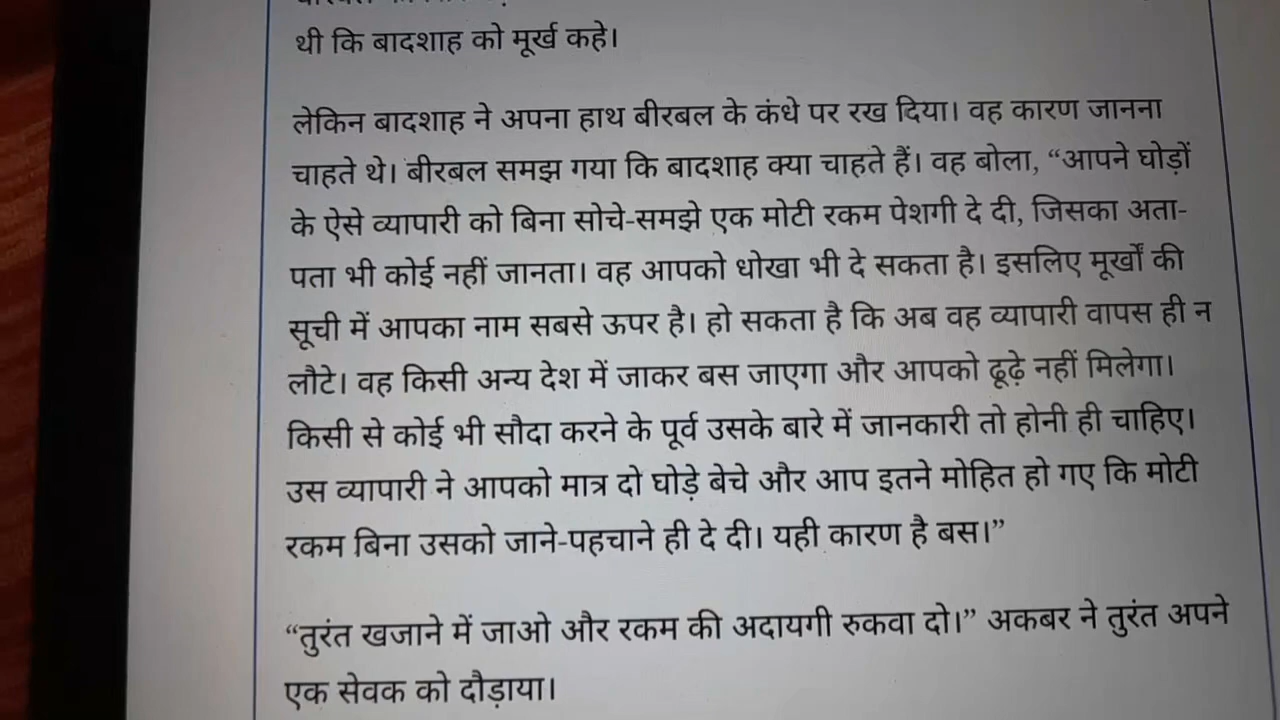 थी कि बादशाह को मूर्ख कहे।
लेकिन बादशाह ने अपना हाथ बीरबल के कंधे पर रख दिया। वह कारण जानना
चाहते थे। बीरबल समझ गया कि बादशाह क्या चाहते हैं। वह बोला, “आपने घोड़ों
के ऐसे व्यापारी को बिना सोचे-समझे एक मोटी रकम पेशगी दे दी, जिसका अता-
पता भी कोई नहीं जानता। वह आपको धोखा भी दे सकता है। इसलिए मूर्खों की
सूची में आपका नाम सबसे ऊपर है। हो सकता है कि अब वह व्यापारी वापस ही न
लौटे। वह किसी अन्य देश में जाकर बस जाएगा और आपको ढूढ़े नहीं मिलेगा।
किसी से कोई भी सौदा करने के पूर्व उसके बारे में जानकारी तो होनी ही चाहिए।
उस व्यापारी ने आपको मात्र दो घोड़े बेचे और आप इतने मोहित हो गए कि मोटी
रकम बिना उसको जाने-पहचाने ही दे दी। यही कारण है बस।”
“तुरंत खजाने में जाओ और रकम की अदायगी रुकवा दो।” अकबर ने तुरंत अपने
एक सेवक को दौड़ाया।